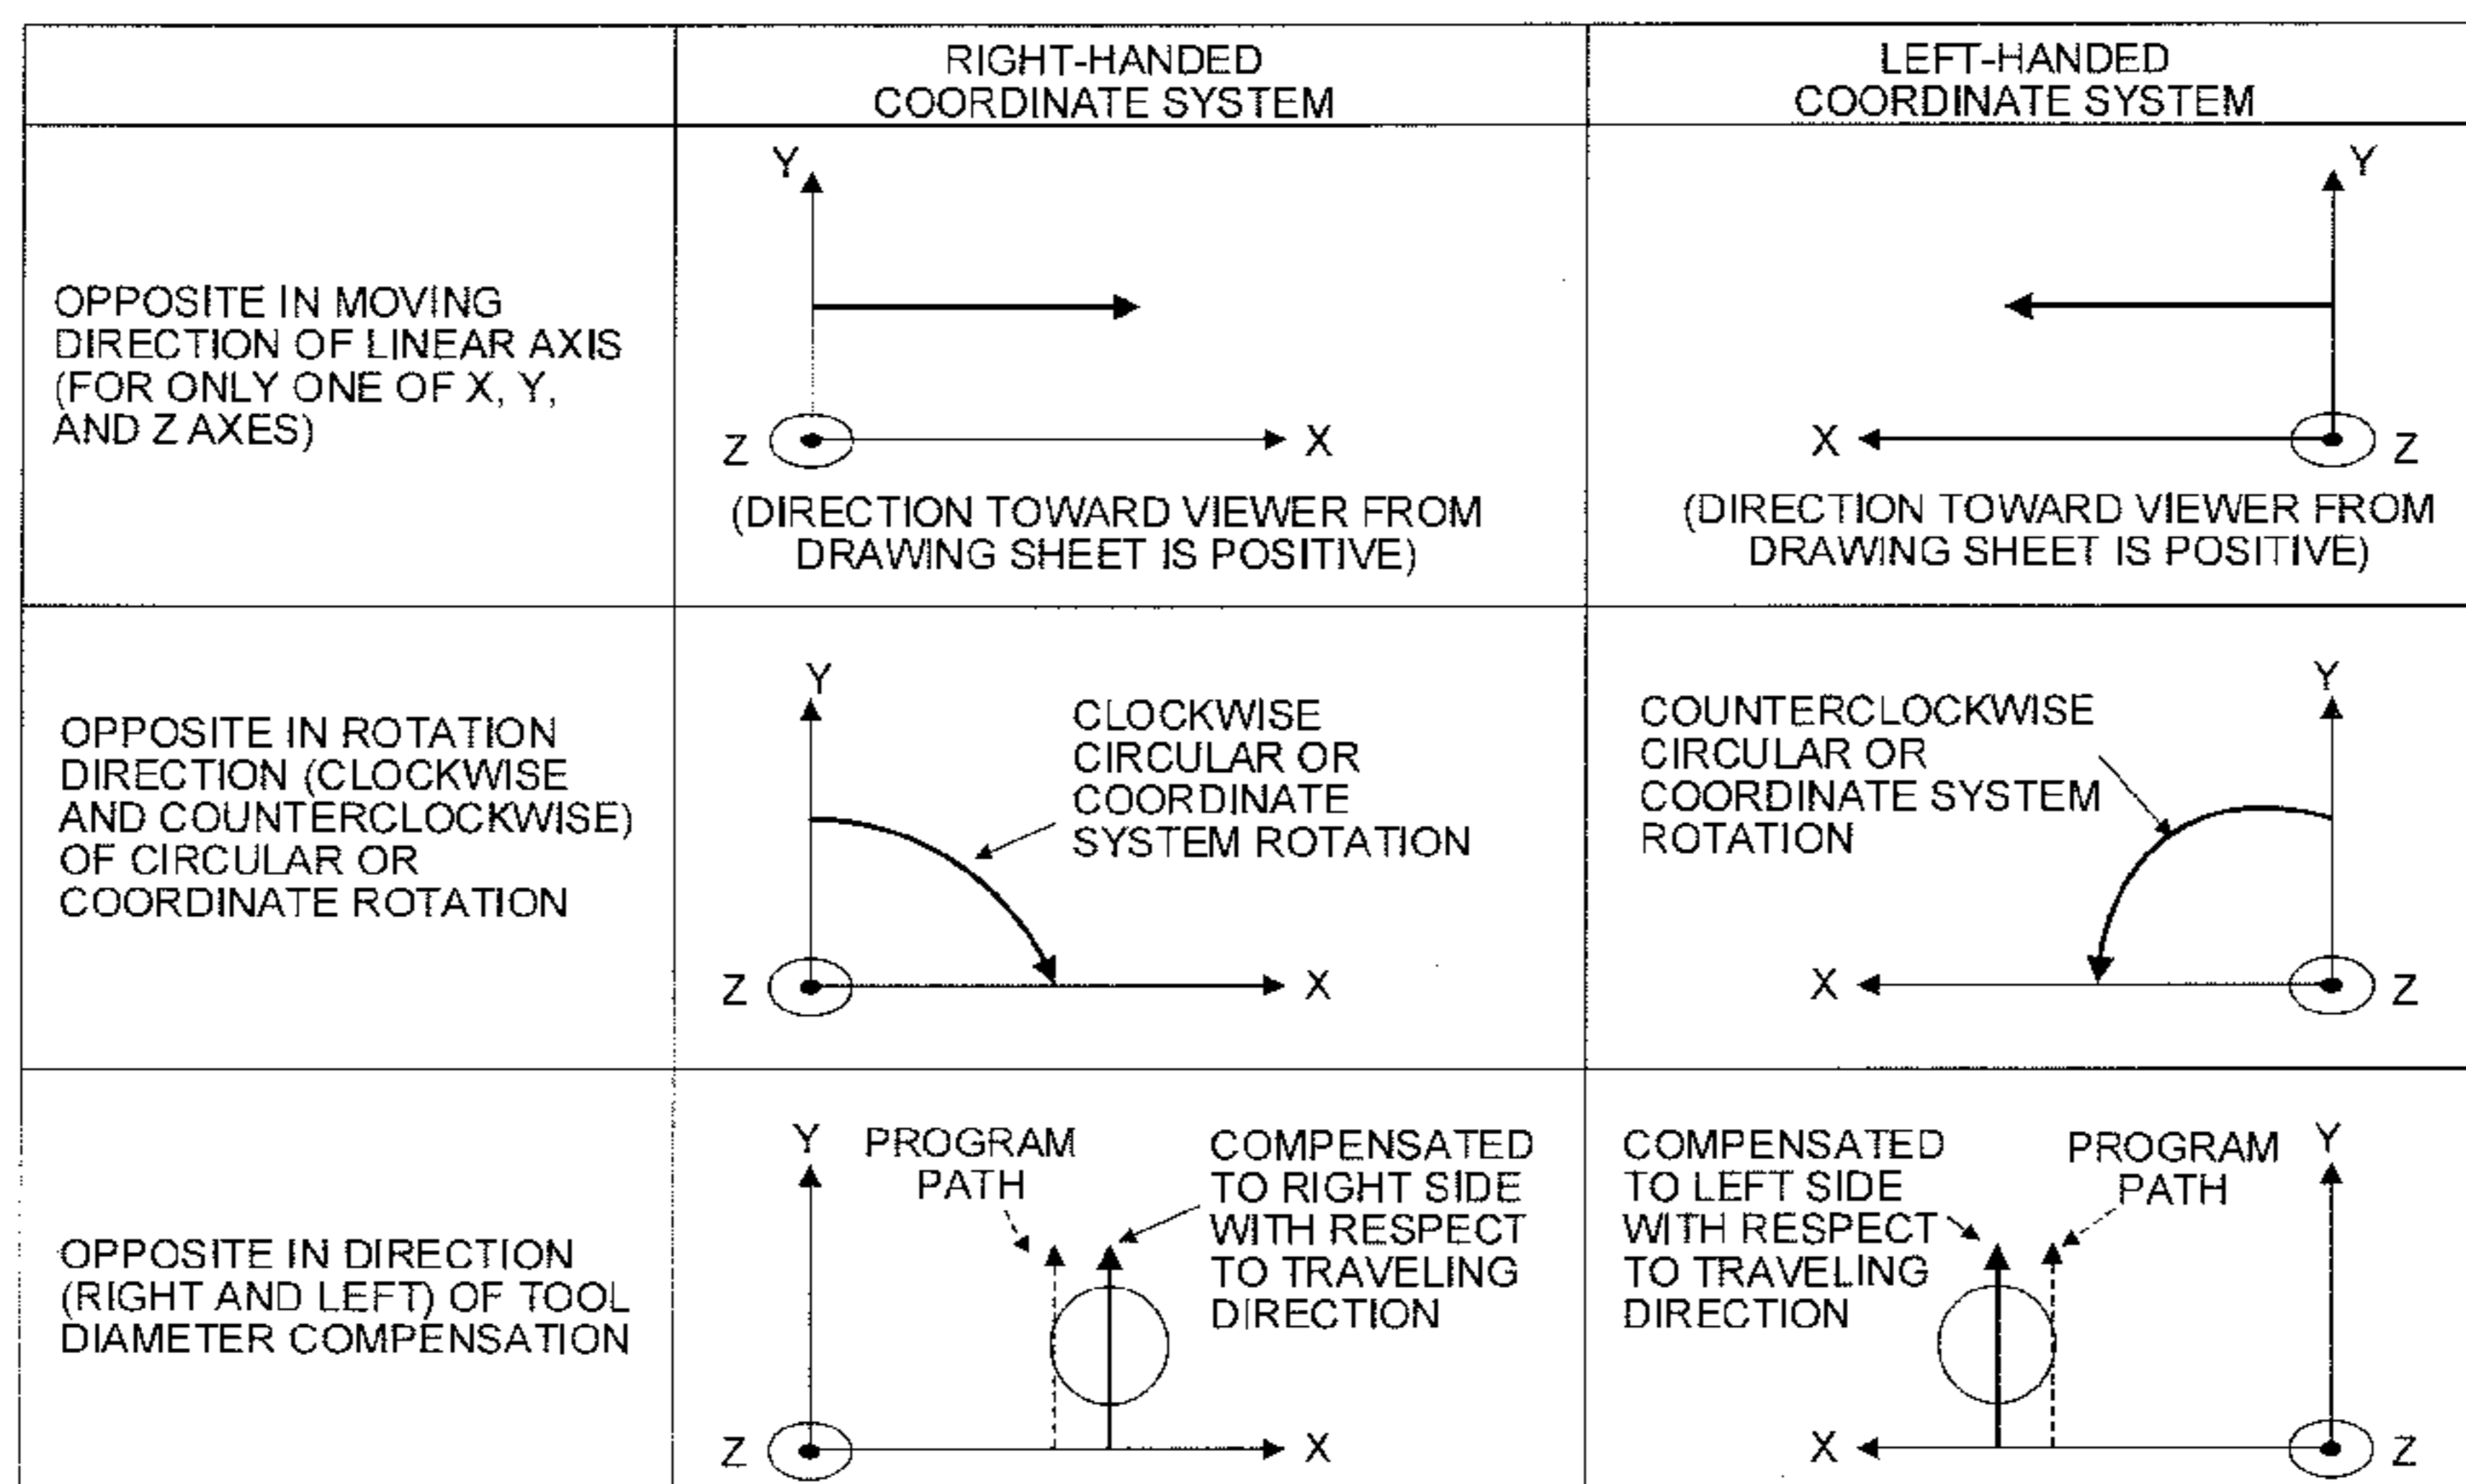 RIGHT-HANDED
COORDINATE SYSTEM
LEFT-HANDED
COORDINATE SYSTEM
OPPOSITE IN MOVING
DIRECTION OF LINEAR AXIS
(FOR ONLY ONE OF X, Y,
AND Z AXES)
Y
Z
X
(DIRECTION TOWARD VIEWER FROM
DRAWING SHEET IS POSITIVE)
Y
X
Z
(DIRECTION TOWARD VIEWER FROM
DRAWING SHEET IS POSITIVE)
OPPOSITE IN ROTATION
DIRECTION (CLOCKWISE
AND COUNTERCLOCKWISE)
OF CIRCULAR OR
COORDINATE ROTATION
Y
CLOCKWISE
CIRCULAR OR
COORDINATE
SYSTEM ROTATION
Z
X
COUNTERCLOCKWISE
CIRCULAR OR
COORDINATE SYSTEM
ROTATION
Y
X
Z
OPPOSITE IN DIRECTION
(RIGHT AND LEFT) OF TOOL
DIAMETER COMPENSATION
Y
PROGRAM
PATH
COMPENSATED
TO RIGHT SIDE
WITH RESPECT
TO TRAVELING
DIRECTION
Z
X
COMPENSATED
TO LEFT SIDE
WITH RESPECT
TO TRAVELING
DIRECTION
PROGRAM
PATH
Y
X
Z